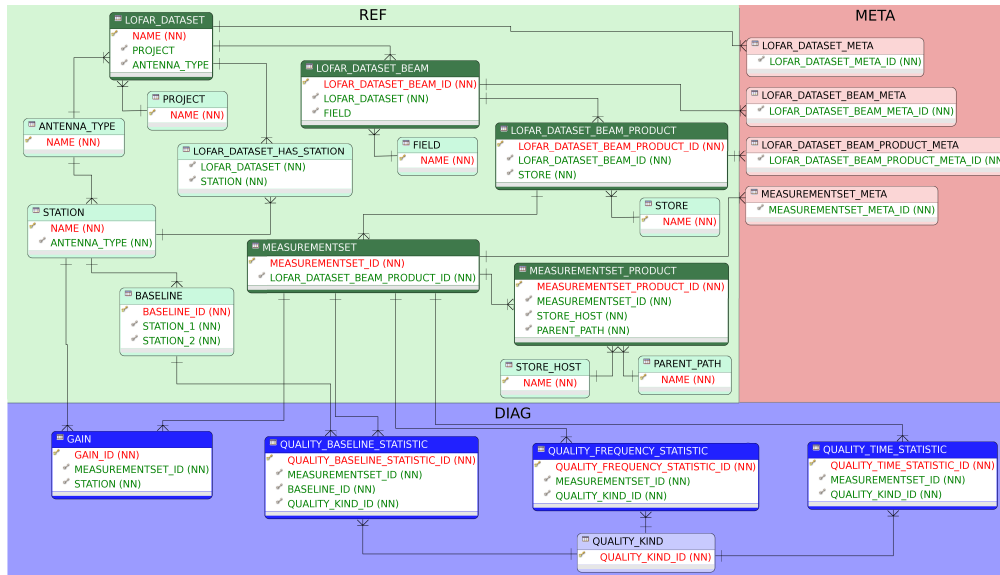 REF
META
LOFAR_DATASET
NAME (NN)
PROJECT
ANTENNA_TYPE
LOFAR_DATASET_META
LOFAR_DATASET_META_ID (NN)
LOFAR_DATASET_BEAM
LOFAR_DATASET_BEAM_ID (NN)
LOFAR_DATASET (NN)
FIELD
PROJECT
NAME (NN)
LOFAR_DATASET_BEAM_META
LOFAR_DATASET_BEAM_META_ID (NN)
ANTENNA_TYPE
NAME (NN)
LOFAR_DATASET_HAS_STATION
LOFAR_DATASET (NN)
STATION (NN)
FIELD
NAME (NN)
LOFAR_DATASET_BEAM_PRODUCT
LOFAR_DATASET_BEAM_PRODUCT_ID (NN)
LOFAR_DATASET_BEAM_ID (NN)
STORE (NN)
LOFAR_DATASET_BEAM_PRODUCT_META
LOFAR_DATASET_BEAM_PRODUCT_META_ID (NN
MEASUREMENTSET_META
MEASUREMENTSET_META_ID (NN)
STATION
NAME (NN)
ANTENNA_TYPE (NN)
STORE
NAME (NN)
MEASUREMENTSET
MEASUREMENTSET_ID (NN)
LOFAR_DATASET_BEAM_PRODUCT_ID (NN)
MEASUREMENTSET_PRODUCT
MEASUREMENTSET_PRODUCT_ID (NN)
MEASUREMENTSET_ID (NN)
STORE_HOST (NN)
PARENT_PATH (NN)
BASELINE
BASELINE_ID (NN)
STATION_1 (NN)
STATION_2 (NN)
STORE_HOST
NAME (NN)
PARENT_PATH
NAME (NN)
DIAG
GAIN
GAIN_ID (NN)
MEASUREMENTSET_ID (NN)
STATION (NN)
QUALITY_BASELINE_STATISTIC
QUALITY_BASELINE_STATISTIC_ID (NN)
MEASUREMENTSET_ID (NN)
BASELINE_ID (NN)
QUALITY_KIND_ID (NN)
QUALITY_FREQUENCY_STATISTIC
QUALITY_FREQUENCY_STATISTIC_ID (NN)
MEASUREMENTSET_ID (NN)
QUALITY_KIND_ID (NN)
QUALITY_TIME_STATISTIC
QUALITY_TIME_STATISTIC_ID (NN)
MEASUREMENTSET_ID (NN)
QUALITY_KIND_ID (NN)
QUALITY_KIND
QUALITY_KIND_ID (NN)